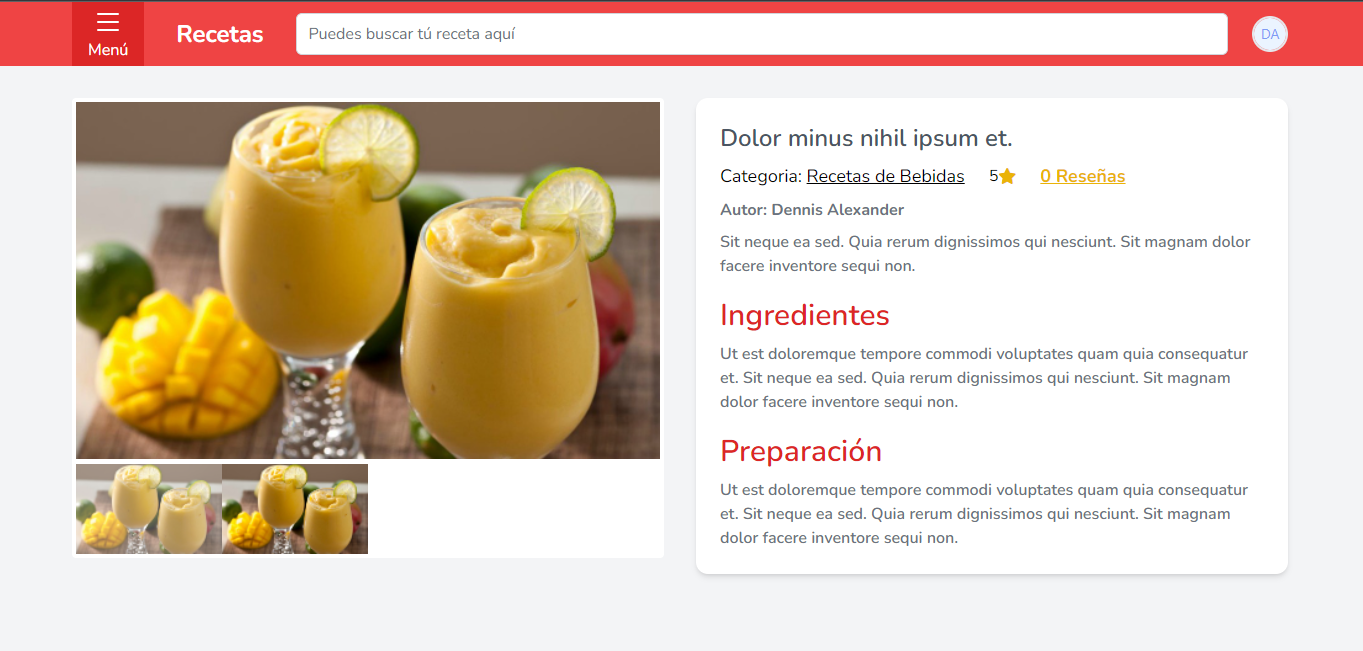 Menú
Recetas
Puedes buscar tú receta aquí
DA
Dolor minus nihil ipsum et.
Categoria: Recetas de Bebidas 5 0 Reseñas
Autor: Dennis Alexander
Sit neque ea sed. Quia rerum dignissimos qui nesciunt. Sit magnam dolor
facere inventore sequi non.
Ingredientes
Ut est doloremque tempore commodi voluptates quam quia consequatur
et. Sit neque ea sed. Quia rerum dignissimos qui nesciunt. Sit magnam
dolor facere inventore sequi non.
Preparación
Ut est doloremque tempore commodi voluptates quam quia consequatur
et. Sit neque ea sed. Quia rerum dignissimos qui nesciunt. Sit magnam
dolor facere inventore sequi non.